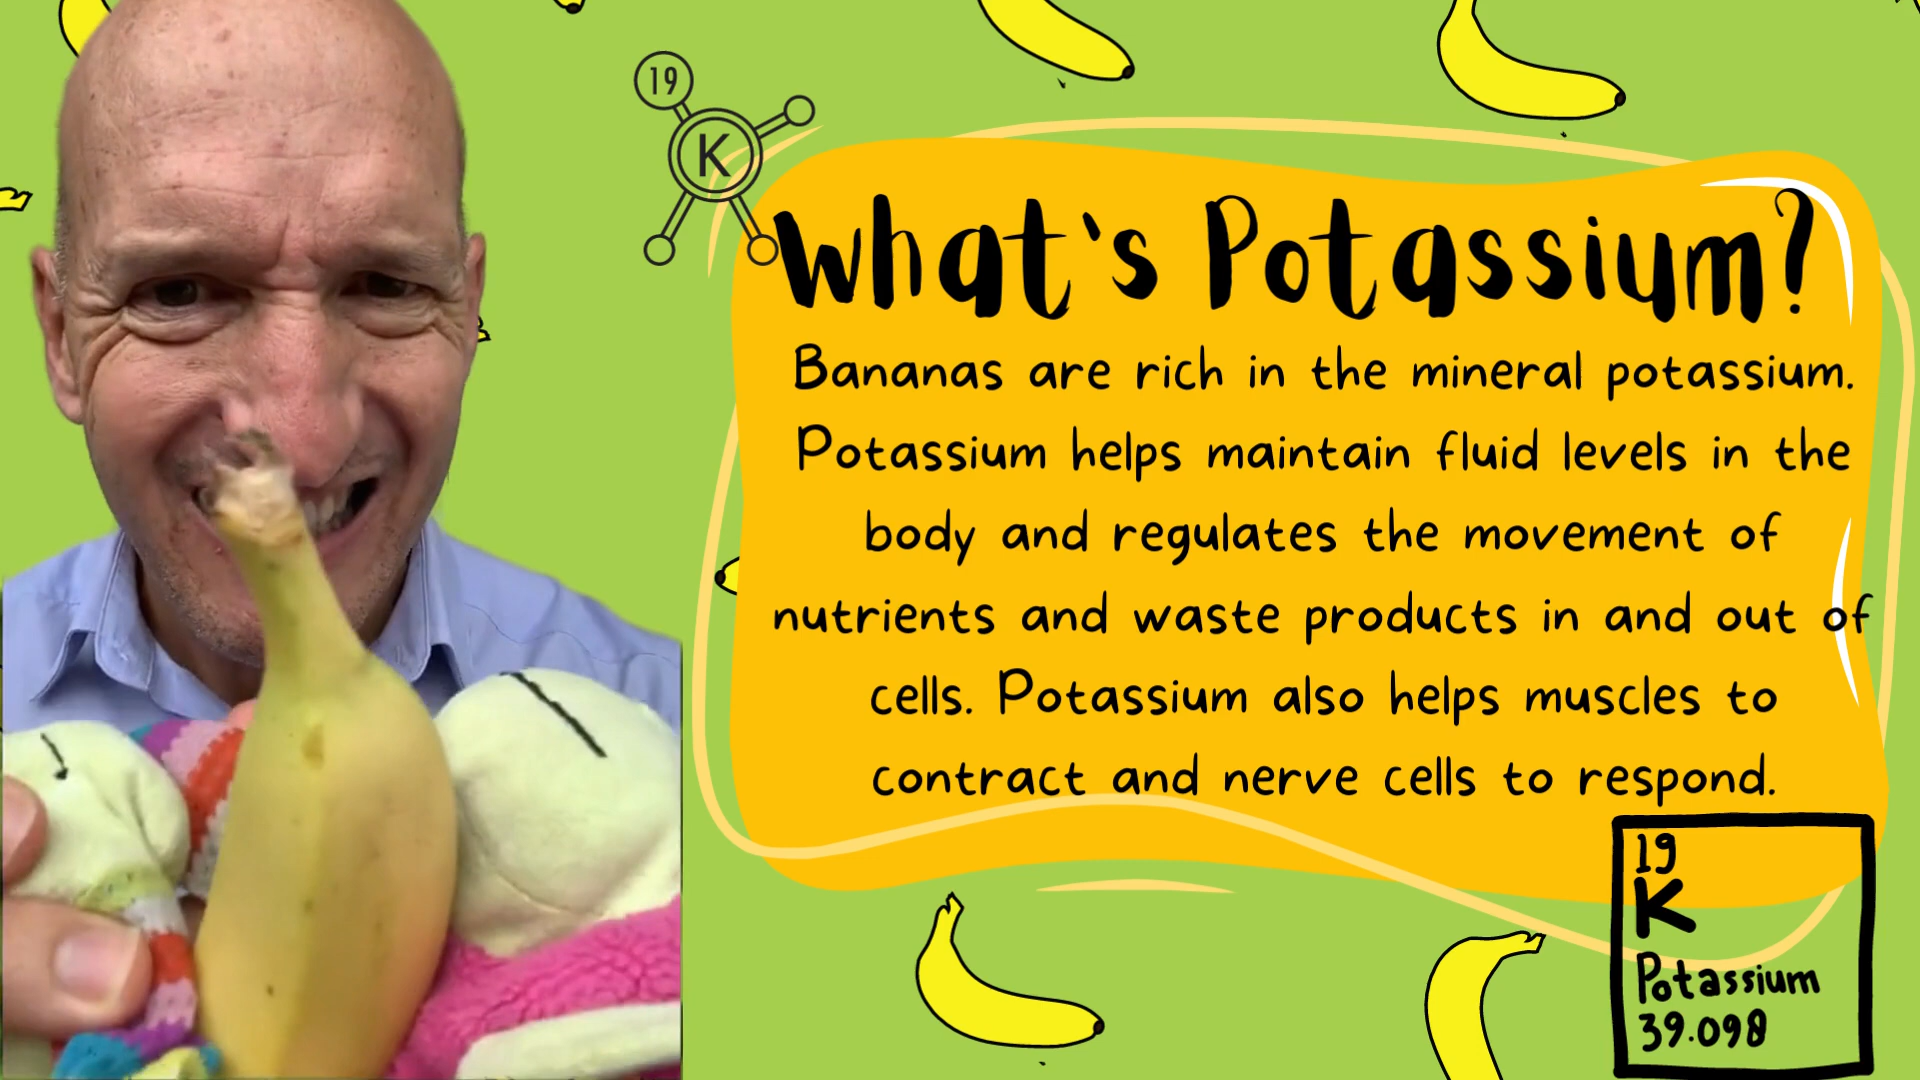 19
K
What's Potassium?
Bananas are rich in the mineral potassium.
Potassium helps maintain fluid levels in the
body and regulates the movement of
nutrients and waste products in and out of
cells. Potassium also helps muscles to
contract and nerve cells to respond.
19
K
Potassium
39.098